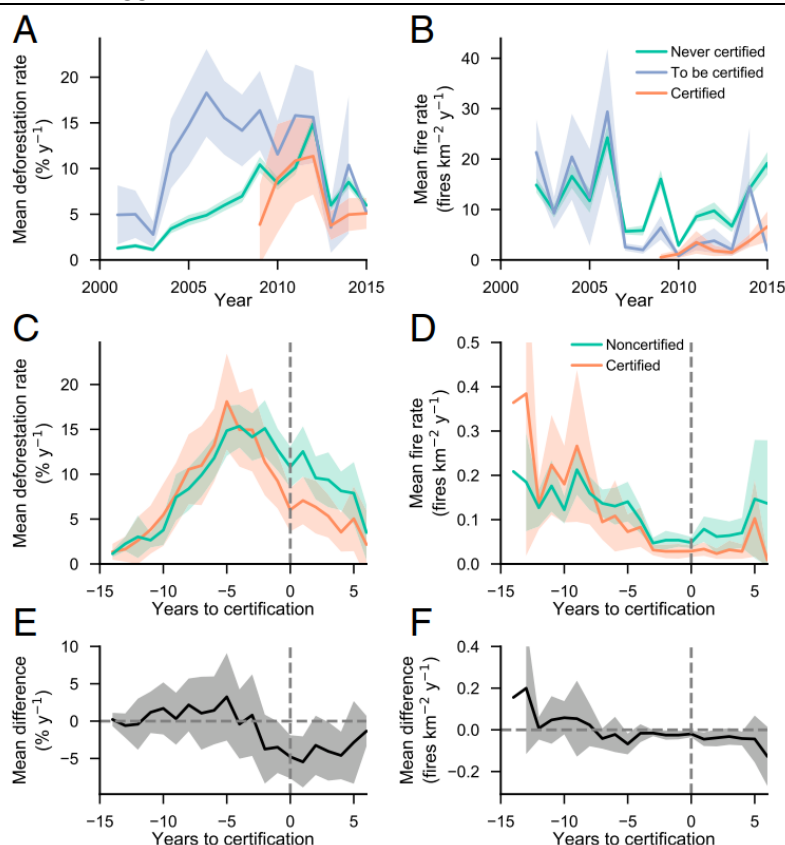 A
Mean deforestation rate
(% y⁻¹)
20
15
10
5
0
2000
2005
2010
2015
Year
B
Mean fire rate
(fires km⁻² y⁻¹)
40
30
20
10
0
Never certified
To be certified
Certified
2000
2005
2010
2015
Year
C
Mean deforestation rate
(% y⁻¹)
20
15
10
5
0
−15
−10
−5
0
5
Years to certification
D
Mean fire rate
(fires km⁻² y⁻¹)
0.5
0.4
0.3
0.2
0.1
0.0
Noncertified
Certified
−15
−10
−5
0
5
Years to certification
E
Mean difference
(% y⁻¹)
10
5
0
−5
−15
−10
−5
0
5
Years to certification
F
Mean difference
(fires km⁻² y⁻¹)
0.4
0.2
0.0
−0.2
−15
−10
−5
0
5
Years to certification